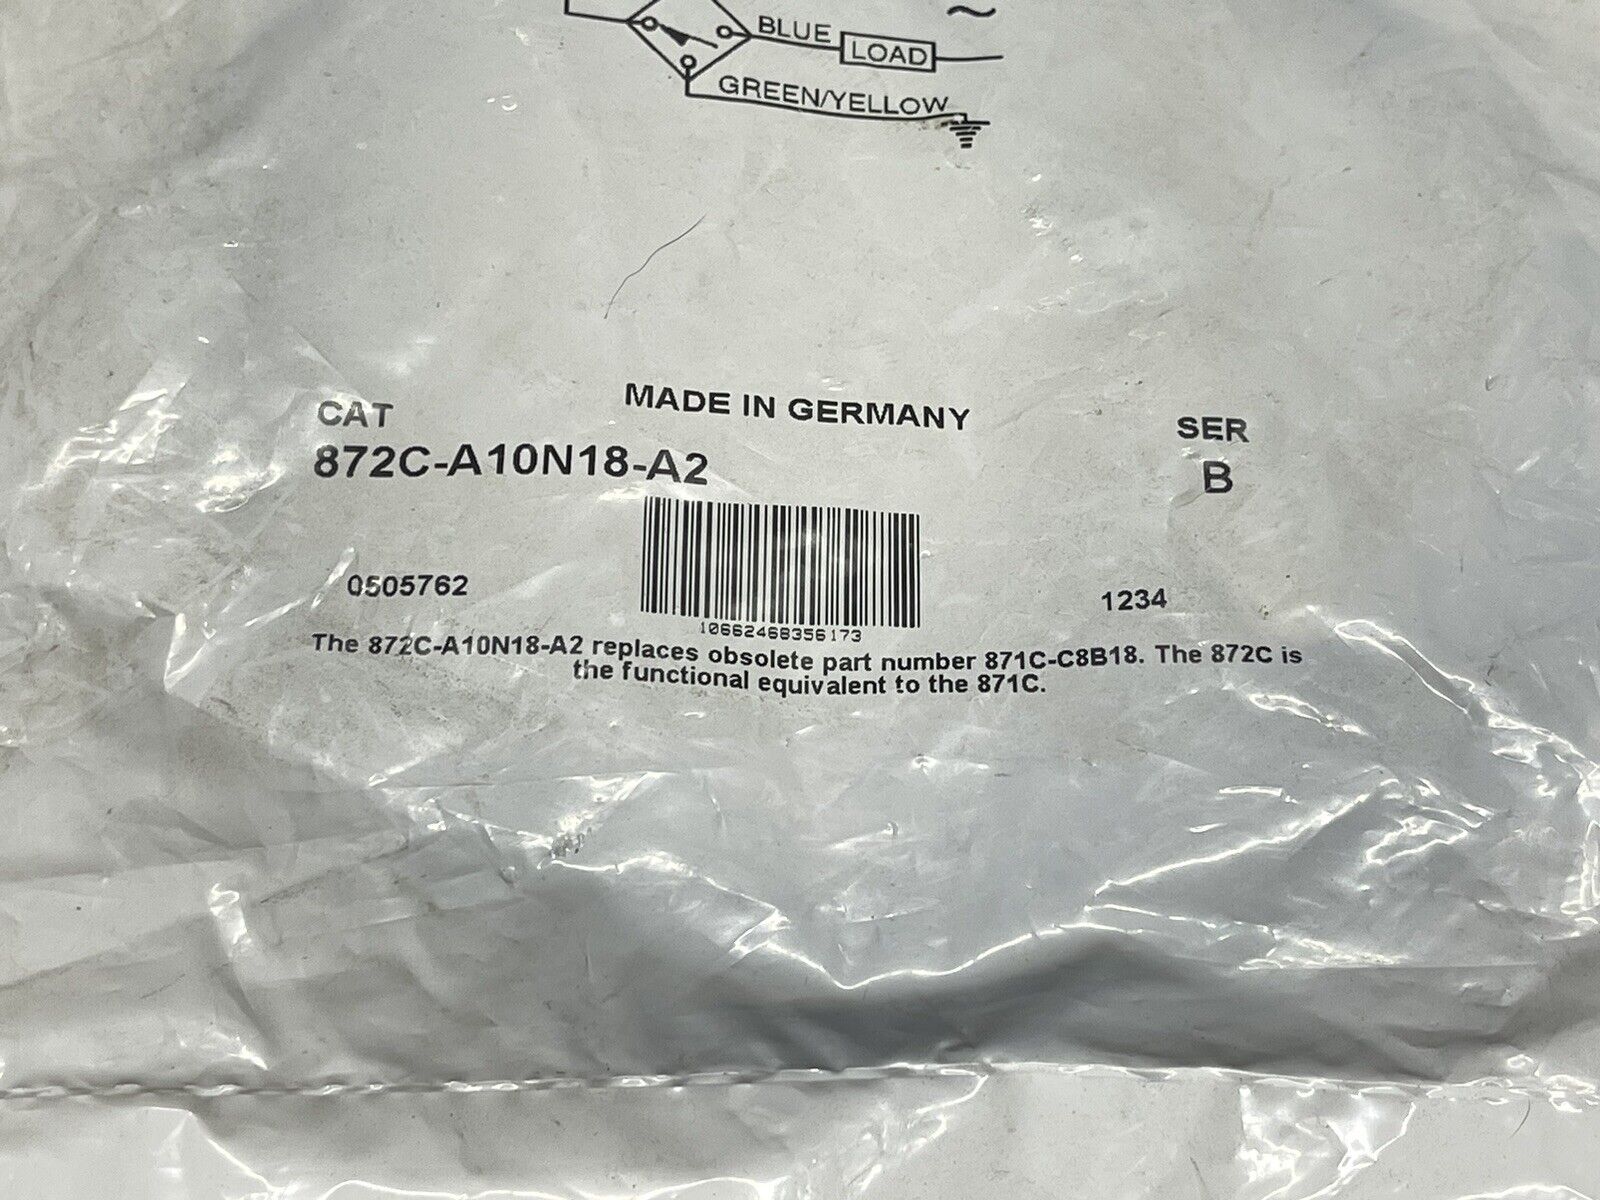 ~
BLUE
LOAD
GREEN/YELLOW
MADE IN GERMANY
CAT
SER
872C-A10N18-A2
B
0505762
1234
10662468356173
The 872C-A10N18-A2 replaces obsolete part number 871C-C8B18. The 872C is
the functional equivalent to the 871C.